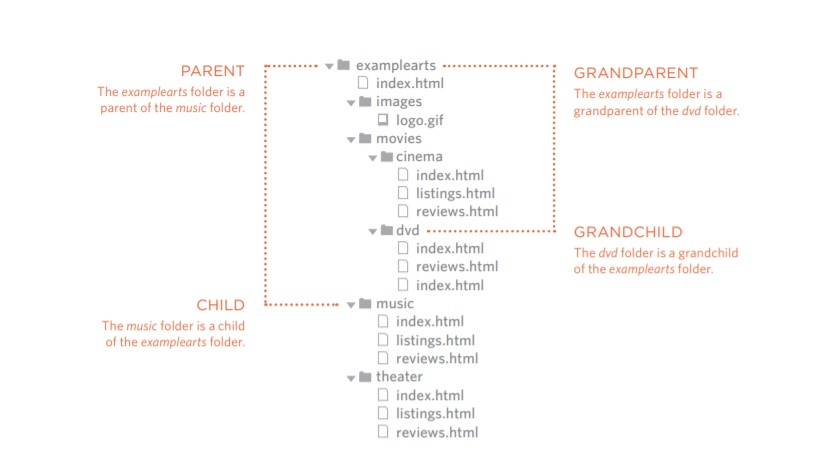 PARENT
The examplearts folder is a
parent of the music folder.
CHILD
The music folder is a child
of the examplearts folder.
examplearts
index.html
images
logo.gif
movies
cinema
index.html
listings.html
reviews.html
dvd
index.html
reviews.html
index.html
music
index.html
listings.html
reviews.html
theater
index.html
listings.html
reviews.html
GRANDPARENT
The examplearts folder is a
grandparent of the dvd folder.
GRANDCHILD
The dvd folder is a grandchild
of the examplearts folder.